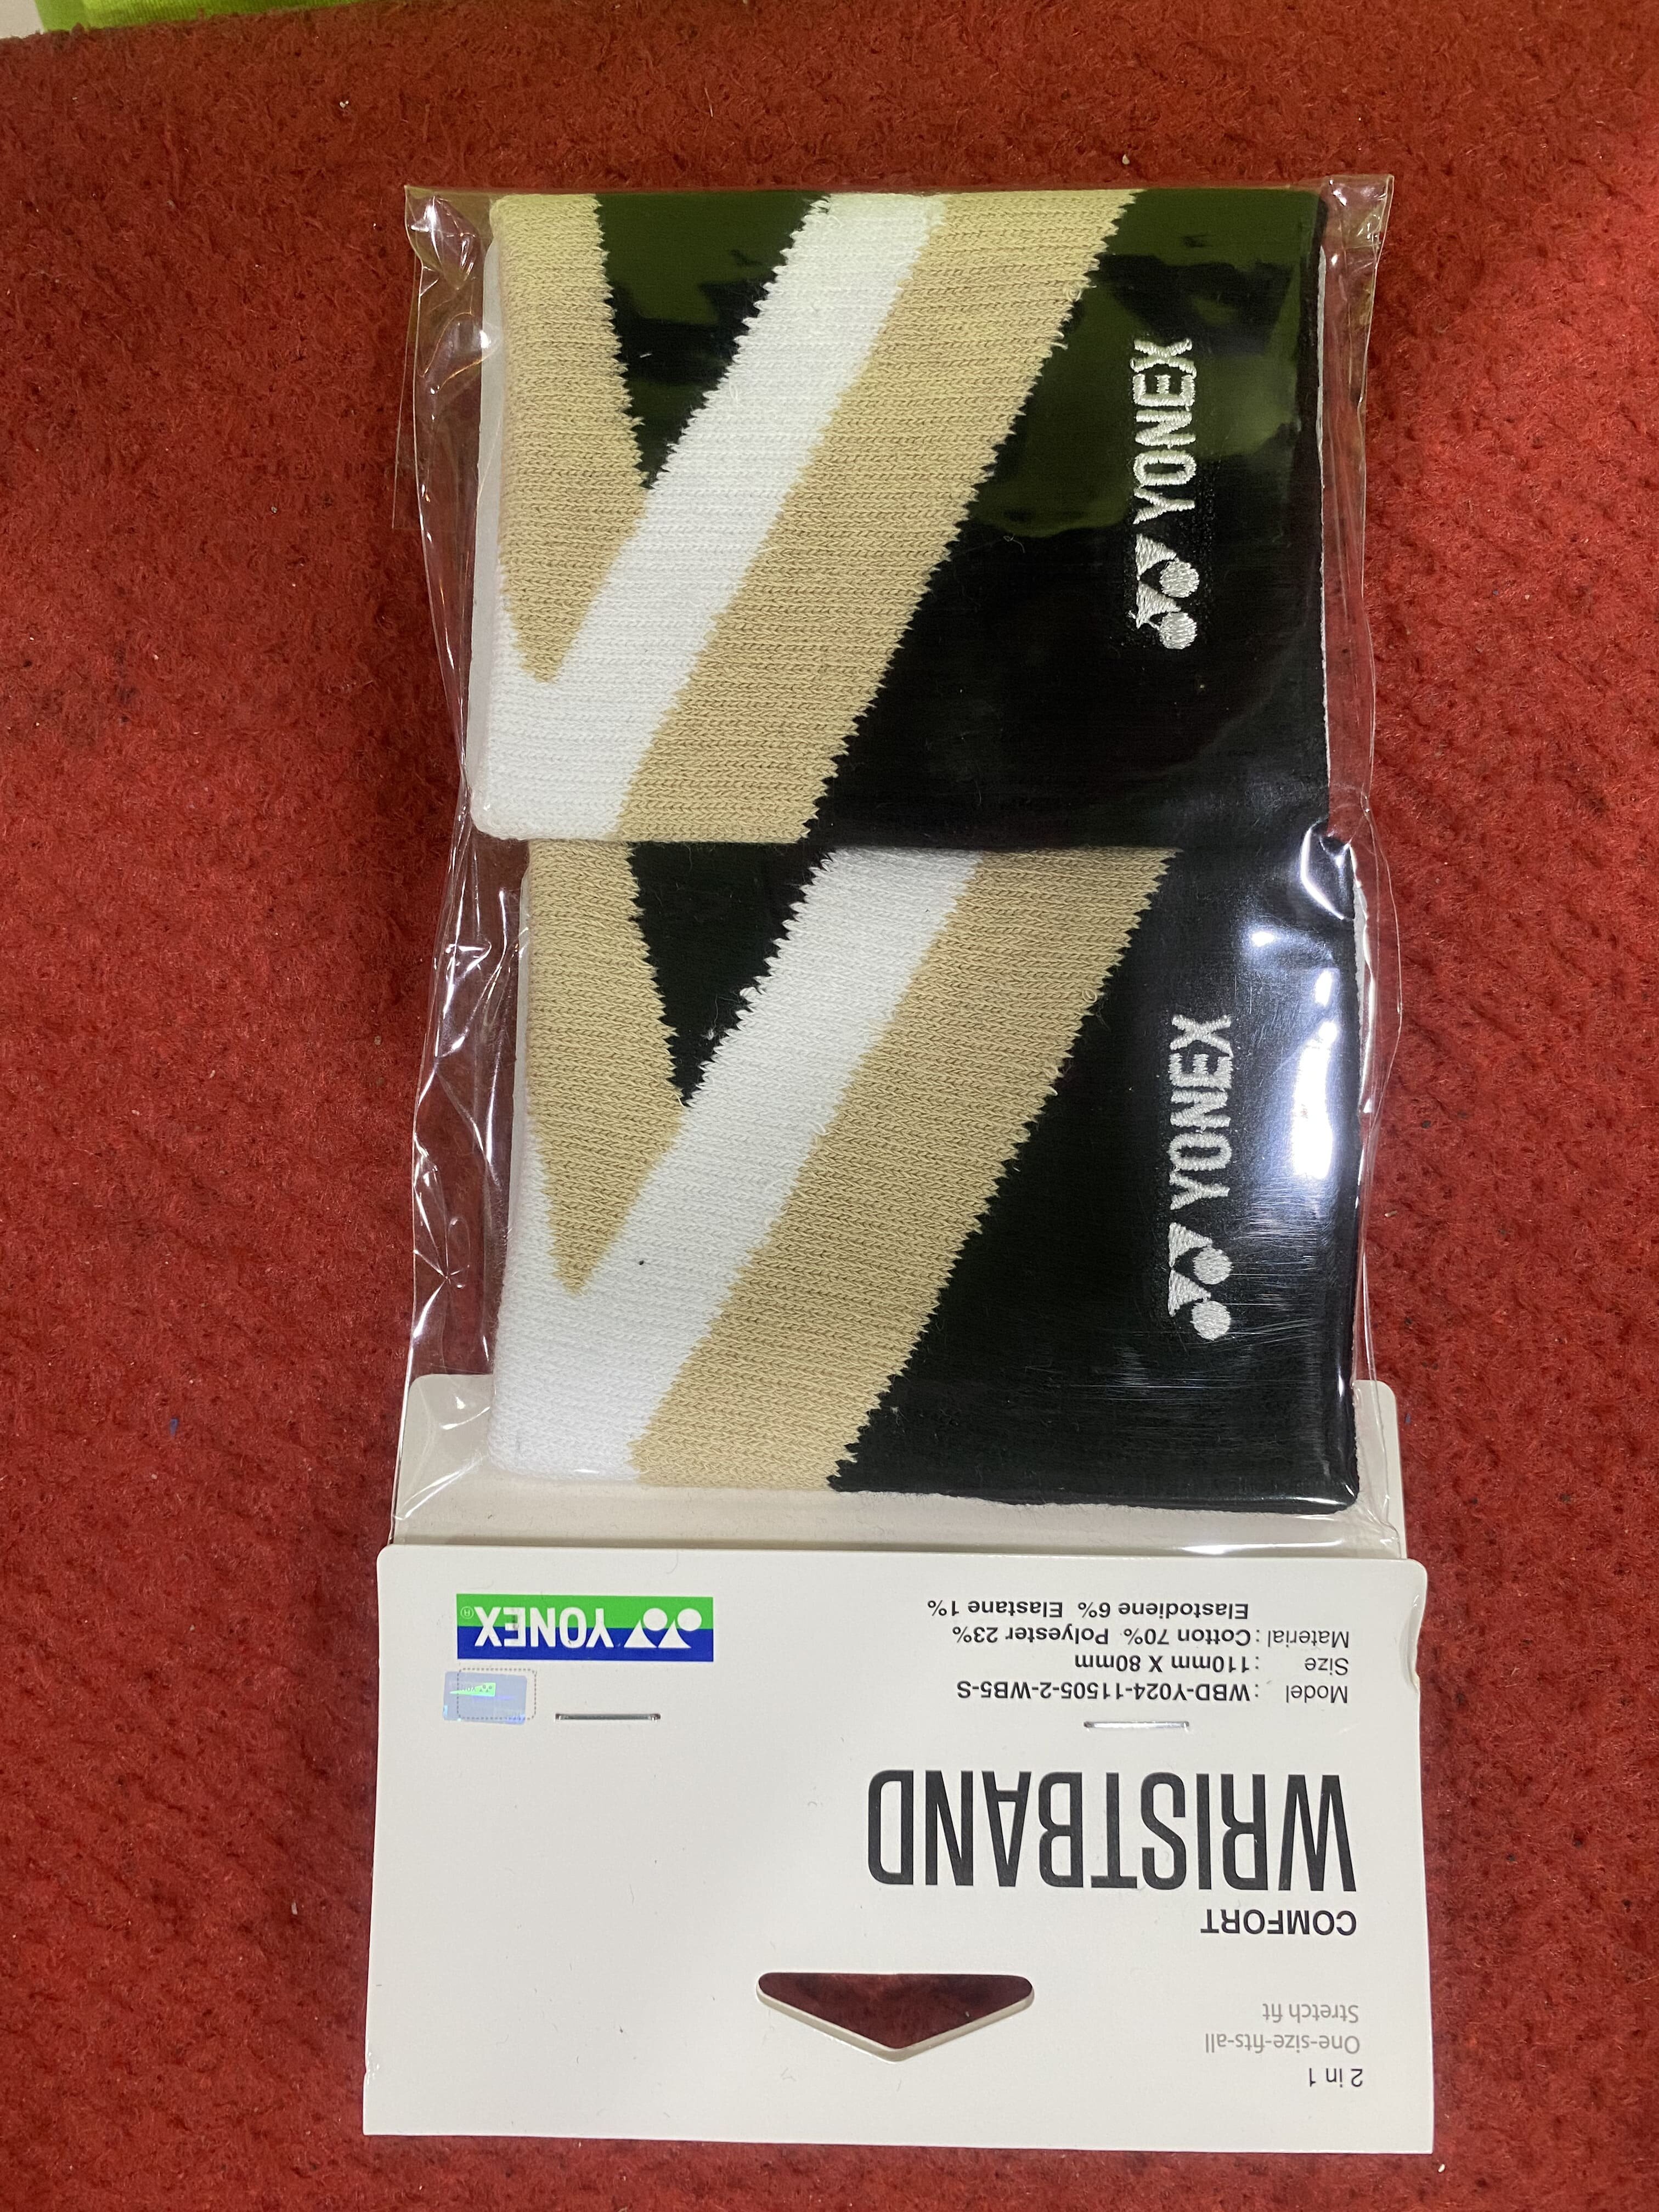 2 in 1
One-size-fits-all
Stretch fit
COMFORT
WRISTBAND
Model : WBD-Y024-11505-2-WB5-S
Size : 110mm X 80mm
Material : Cotton 70% Polyester 23%
Elastodiene 6% Elastane 1%
YONEX®
YONEX
YONEX